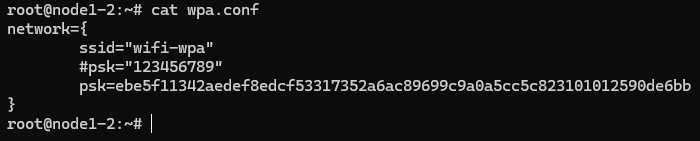 root@node1-2:~# cat wpa.conf
network={
        ssid="wifi-wpa"
        #psk="123456789"
        psk=ebe5f11342aedef8edcf53317352a6ac89699c9a0a5cc5c823101012590de6bb
}
root@node1-2:~#